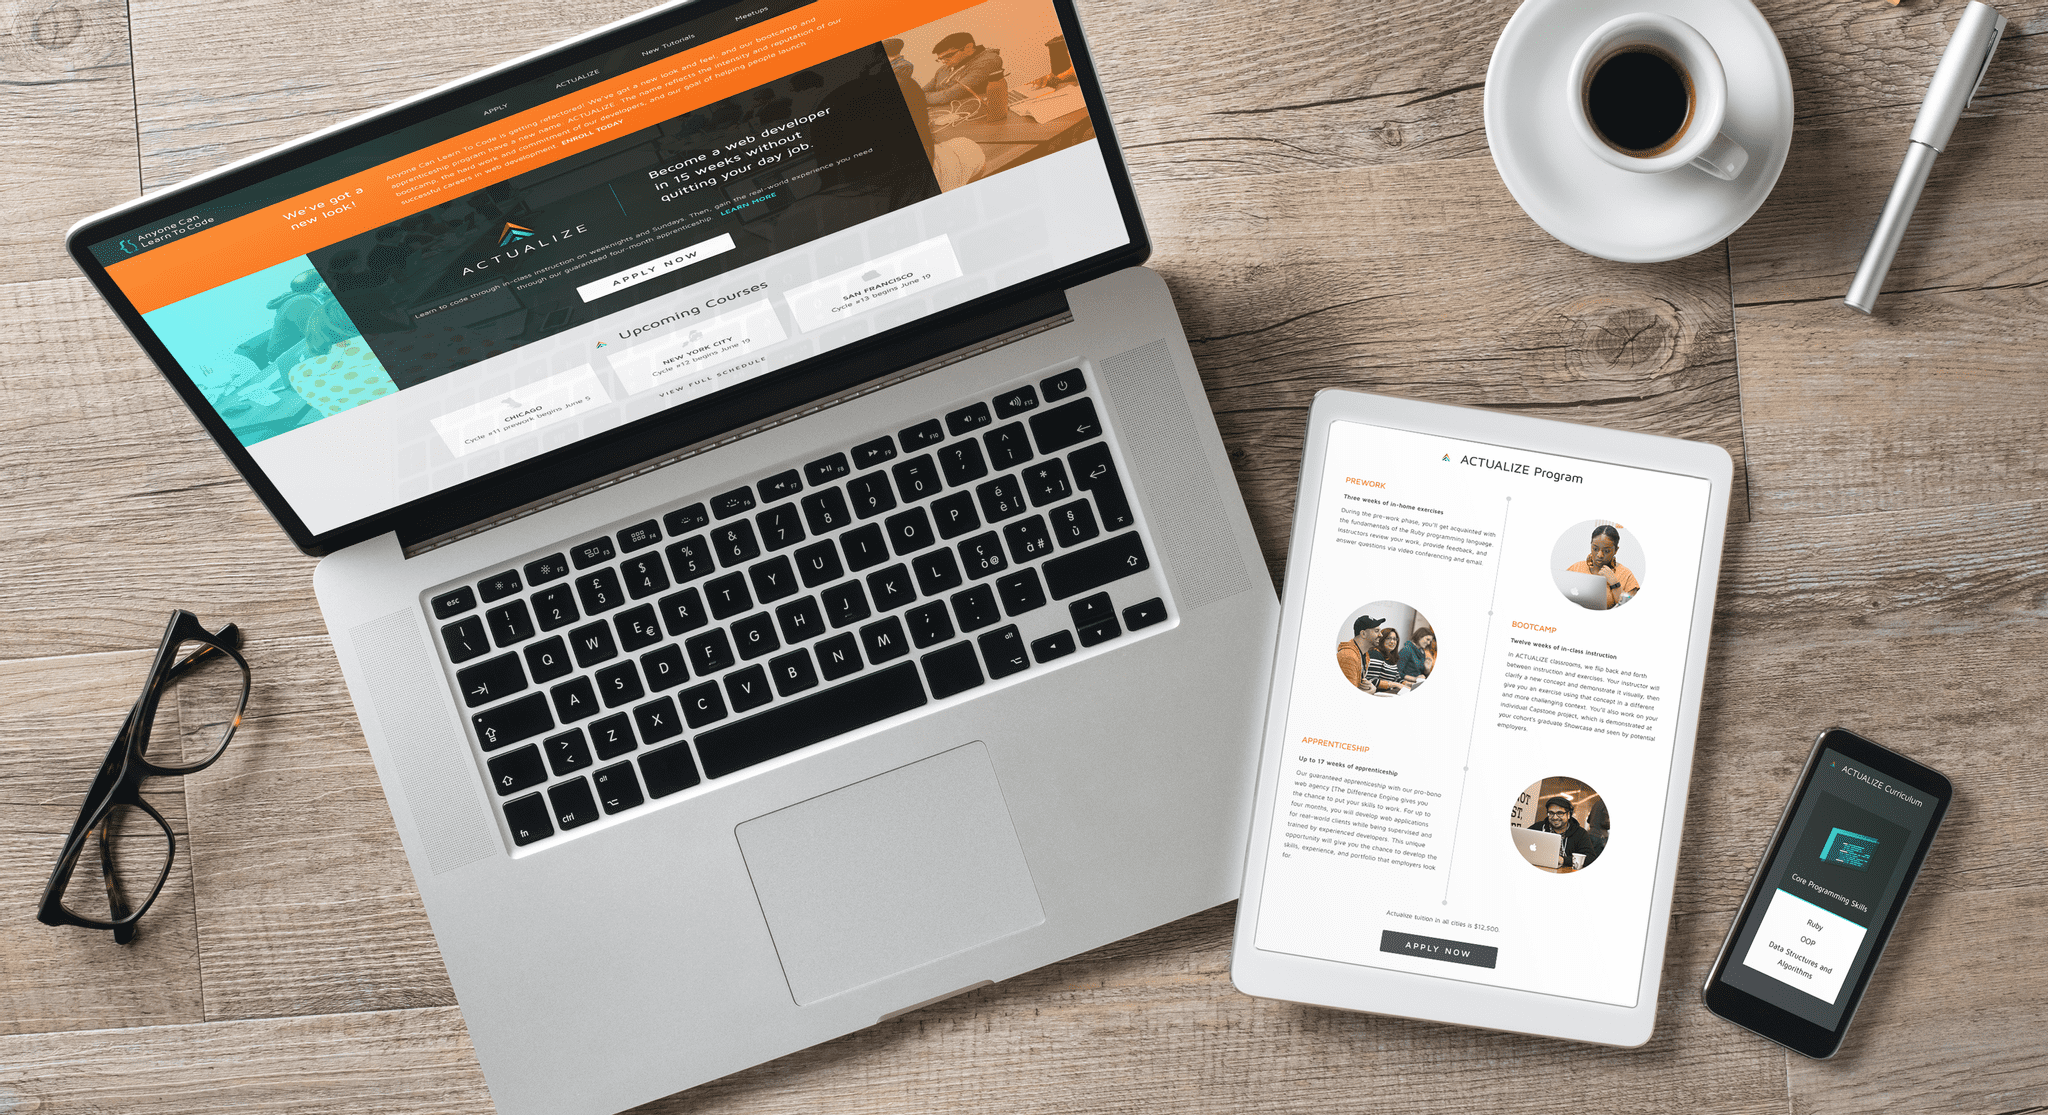 Anyone Can
Learn To Code
APPLY
ACTUALIZE
New Tutorials
Meetups
We've got a
new look!
Anyone Can Learn To Code is getting refactored! We've got a new look and feel, and our bootcamp and
apprenticeship program have a new name: ACTUALIZE. The name reflects the intensity and reputation of our
bootcamp, the hard work and commitment of our developers, and our goal of helping people launch
successful careers in web development. ENROLL TODAY
ACTUALIZE
Become a web developer
in 15 weeks without
quitting your day job.
Learn to code through in-class instruction on weeknights and Sundays. Then, gain the real-world experience you need
through our guaranteed four-month apprenticeship. LEARN MORE
APPLY NOW
Upcoming Courses
CHICAGO
Cycle #11 prework begins June 5
NEW YORK CITY
Cycle #12 begins June 19
SAN FRANCISCO
Cycle #13 begins June 19
VIEW FULL SCHEDULE
esc F1 F2 F3 F4 F5 F6 F7 F8 F9 F10 F11 F12
| \ ! 1 " 2 £ 3 $ 4 % 5 & 6 / 7 ( 8 ) 9 = 0 ? ' ^ ì
Q W E € R T Y U I O P é è [ * + ]
A S D F G H J K L ç ò @ ° à # § ù
> < Z X C V B N M ; , : . _ -
fn ctrl alt alt
ACTUALIZE Program
PREWORK
Three weeks of in-home exercises
During the pre-work phase, you'll get acquainted with
the fundamentals of the Ruby programming language.
Instructors review your work, provide feedback, and
answer questions via video conferencing and email.
BOOTCAMP
Twelve weeks of in-class instruction
In ACTUALIZE classrooms, we flip back and forth
between instruction and exercises. Your instructor will
clarify a new concept and demonstrate it visually, then
give you an exercise using that concept in a different
and more challenging context. You'll also work on your
individual Capstone project, which is demonstrated at
your cohort's graduate Showcase and seen by potential
employers.
APPRENTICESHIP
Up to 17 weeks of apprenticeship
Our guaranteed apprenticeship with our pro-bono
web agency [The Difference Engine gives you
the chance to put your skills to work. For up to
four months, you will develop web applications
for real-world clients while being supervised and
trained by experienced developers. This unique
opportunity will give you the chance to develop the
skills, experience, and portfolio that employers look
for.
Actualize tuition in all cities is $12,500.
APPLY NOW
ACTUALIZE Curriculum
Core Programming Skills
Ruby
OOP
Data Structures and
Algorithms